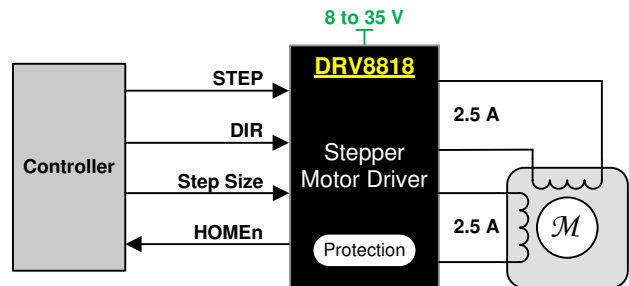 8 to 35 V
DRV8818
STEP
DIR
Controller
Step Size
HOMEn
Stepper
Motor Driver
Protection
2.5 A
2.5 A
M